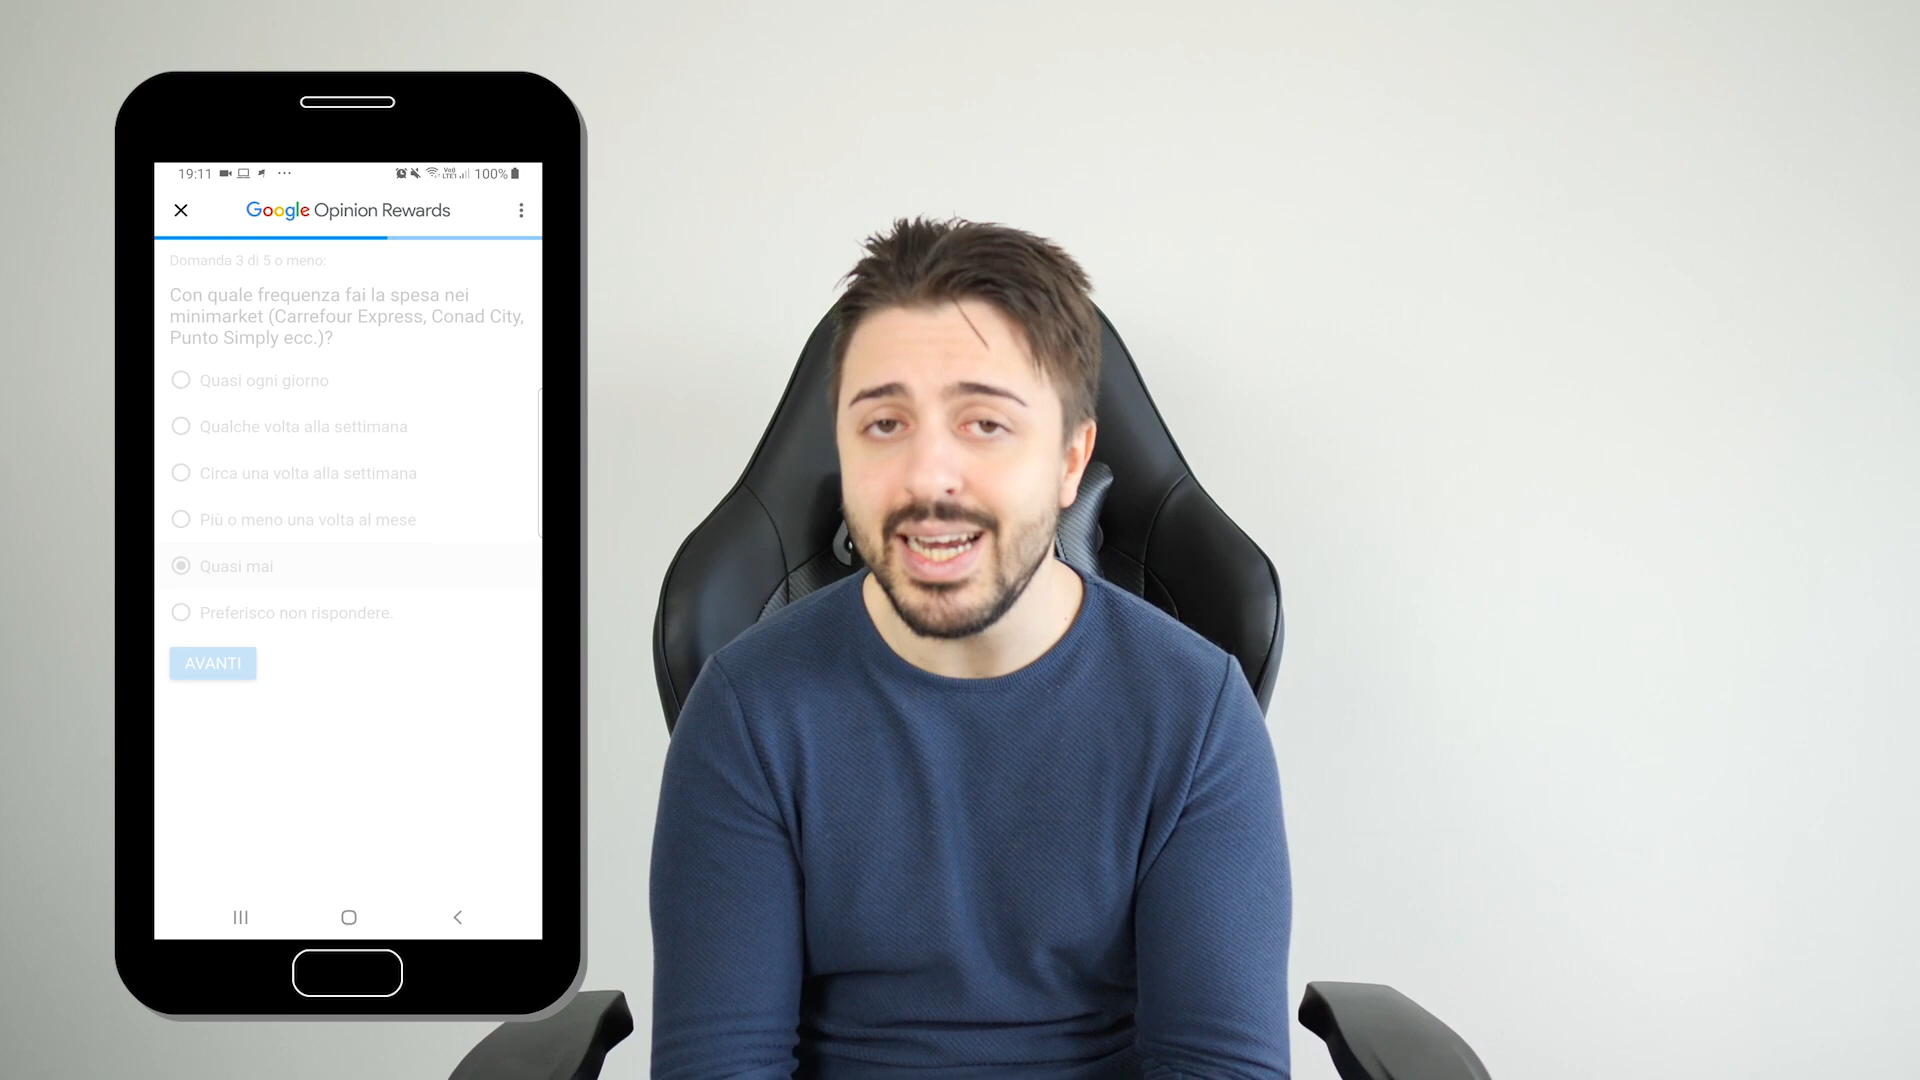 19:11 100%
Google Opinion Rewards
Domanda 3 di 5 o meno:
Con quale frequenza fai la spesa nei
minimarket (Carrefour Express, Conad City,
Punto Simply ecc.)?
Quasi ogni giorno
Qualche volta alla settimana
Circa una volta alla settimana
Più o meno una volta al mese
Quasi mai
Preferisco non rispondere.
AVANTI